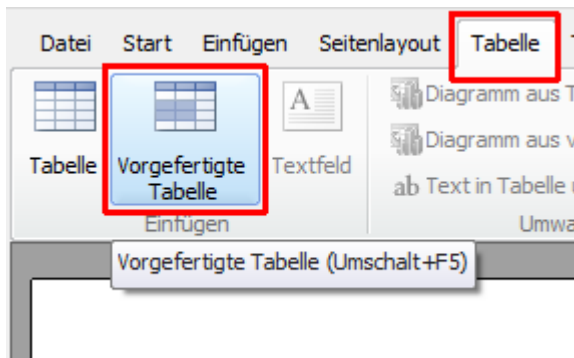 Datei Start Einfügen Seitenlayout Tabelle
Tabelle
Vorgefertigte
Tabelle
A
Textfeld
Diagramm aus
Diagramm aus
ab Text in Tabelle
Einfügen
Vorgefertigte Tabelle (Umschalt+F5)